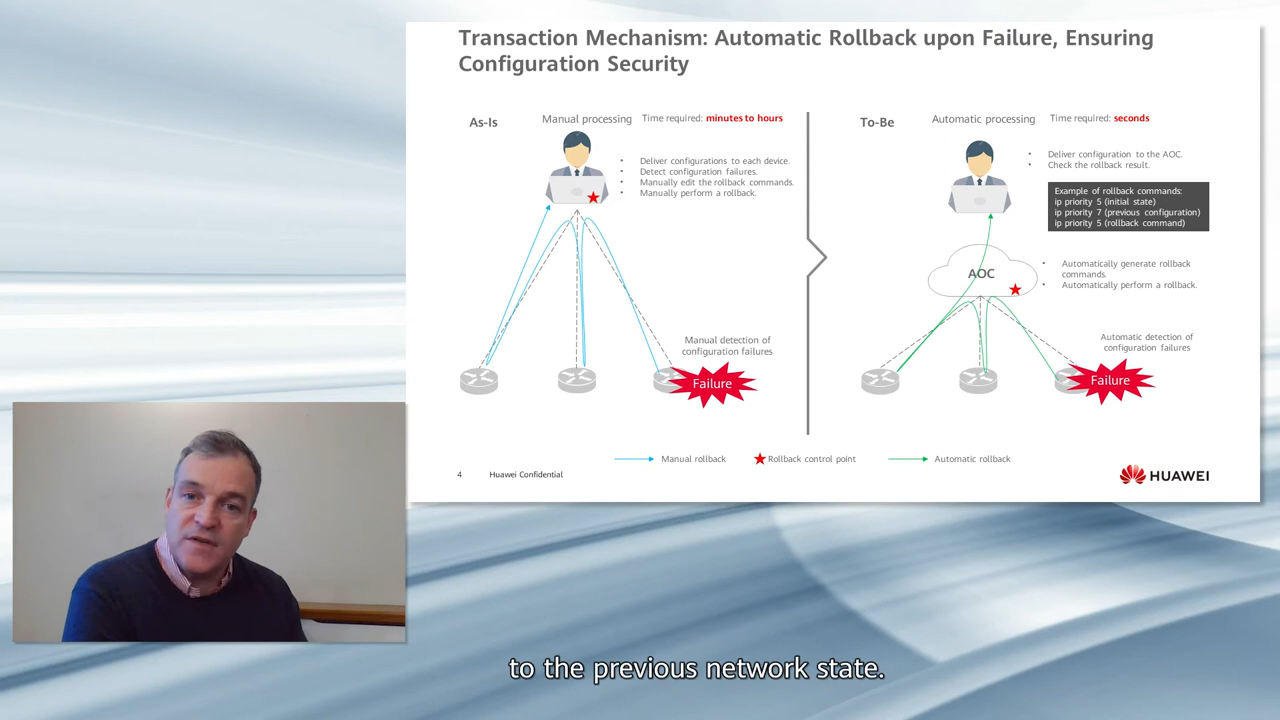 Transaction Mechanism: Automatic Rollback upon Failure, Ensuring
Configuration Security
As-Is
Manual processing
Time required: minutes to hours
• Deliver configurations to each device.
• Detect configuration failures.
• Manually edit the rollback commands.
• Manually perform a rollback.
Manual detection of
configuration failures
Failure
To-Be
Automatic processing
Time required: seconds
• Deliver configuration to the AOC.
• Check the rollback result.
Example of rollback commands:
ip priority 5 (initial state)
ip priority 7 (previous configuration)
ip priority 5 (rollback command)
AOC
• Automatically generate rollback
commands.
• Automatically perform a rollback.
Automatic detection of
configuration failures
Failure
Manual rollback
Rollback control point
Automatic rollback
4
Huawei Confidential
HUAWEI
to the previous network state.